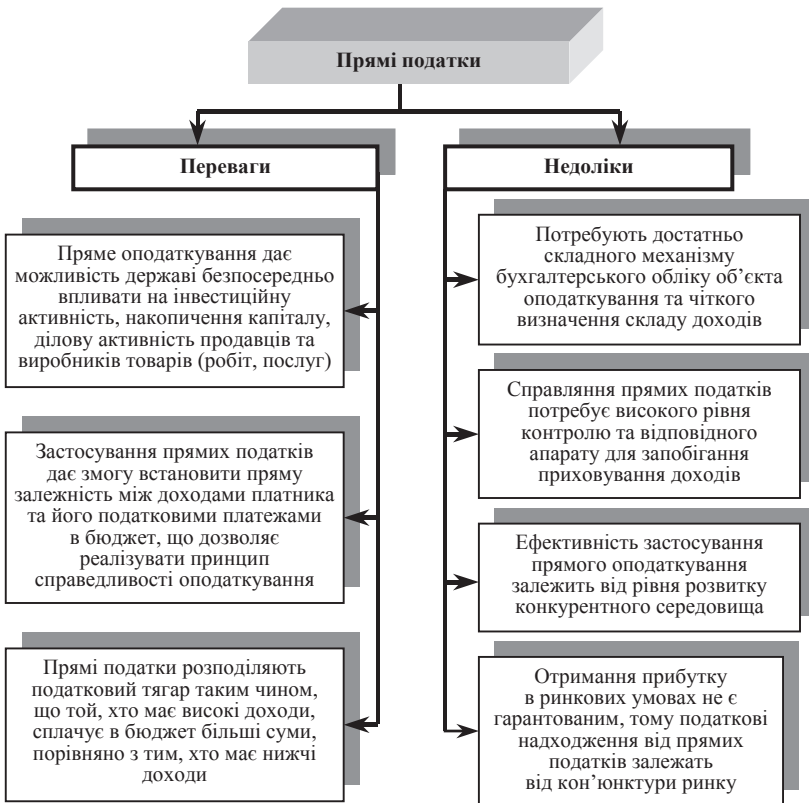 Прямі податки
Переваги
Пряме оподаткування дає
можливість державі безпосередньо
впливати на інвестиційну
активність, накопичення капіталу,
ділову активність продавців та
виробників товарів (робіт, послуг)
Застосування прямих податків
дає змогу встановити пряму
залежність між доходами платника
та його податковими платежами
в бюджет, що дозволяє
реалізувати принцип
справедливості оподаткування
Прямі податки розподіляють
податковий тягар таким чином,
що той, хто має високі доходи,
сплачує в бюджет більші суми,
порівняно з тим, хто має нижчі
доходи
Недоліки
Потребують достатньо
складного механізму
бухгалтерського обліку об’єкта
оподаткування та чіткого
визначення складу доходів
Справляння прямих податків
потребує високого рівня
контролю та відповідного
апарату для запобігання
приховування доходів
Ефективність застосування
прямого оподаткування
залежить від рівня розвитку
конкурентного середовища
Отримання прибутку
в ринкових умовах не є
гарантованим, тому податкові
надходження від прямих
податків залежать
від кон’юнктури ринку